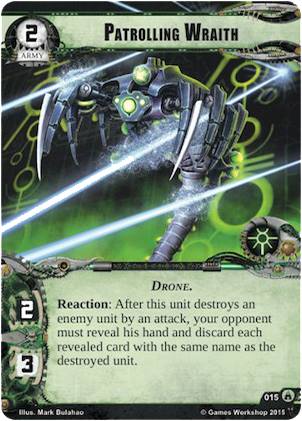 2
ARMY
PATROLLING WRAITH
DRONE.
2
3
Reaction: After this unit destroys an
enemy unit by an attack, your opponent
must reveal his hand and discard each
revealed card with the same name as the
destroyed unit.
015
Illus. Mark Bulahao
© Games Workshop 2015